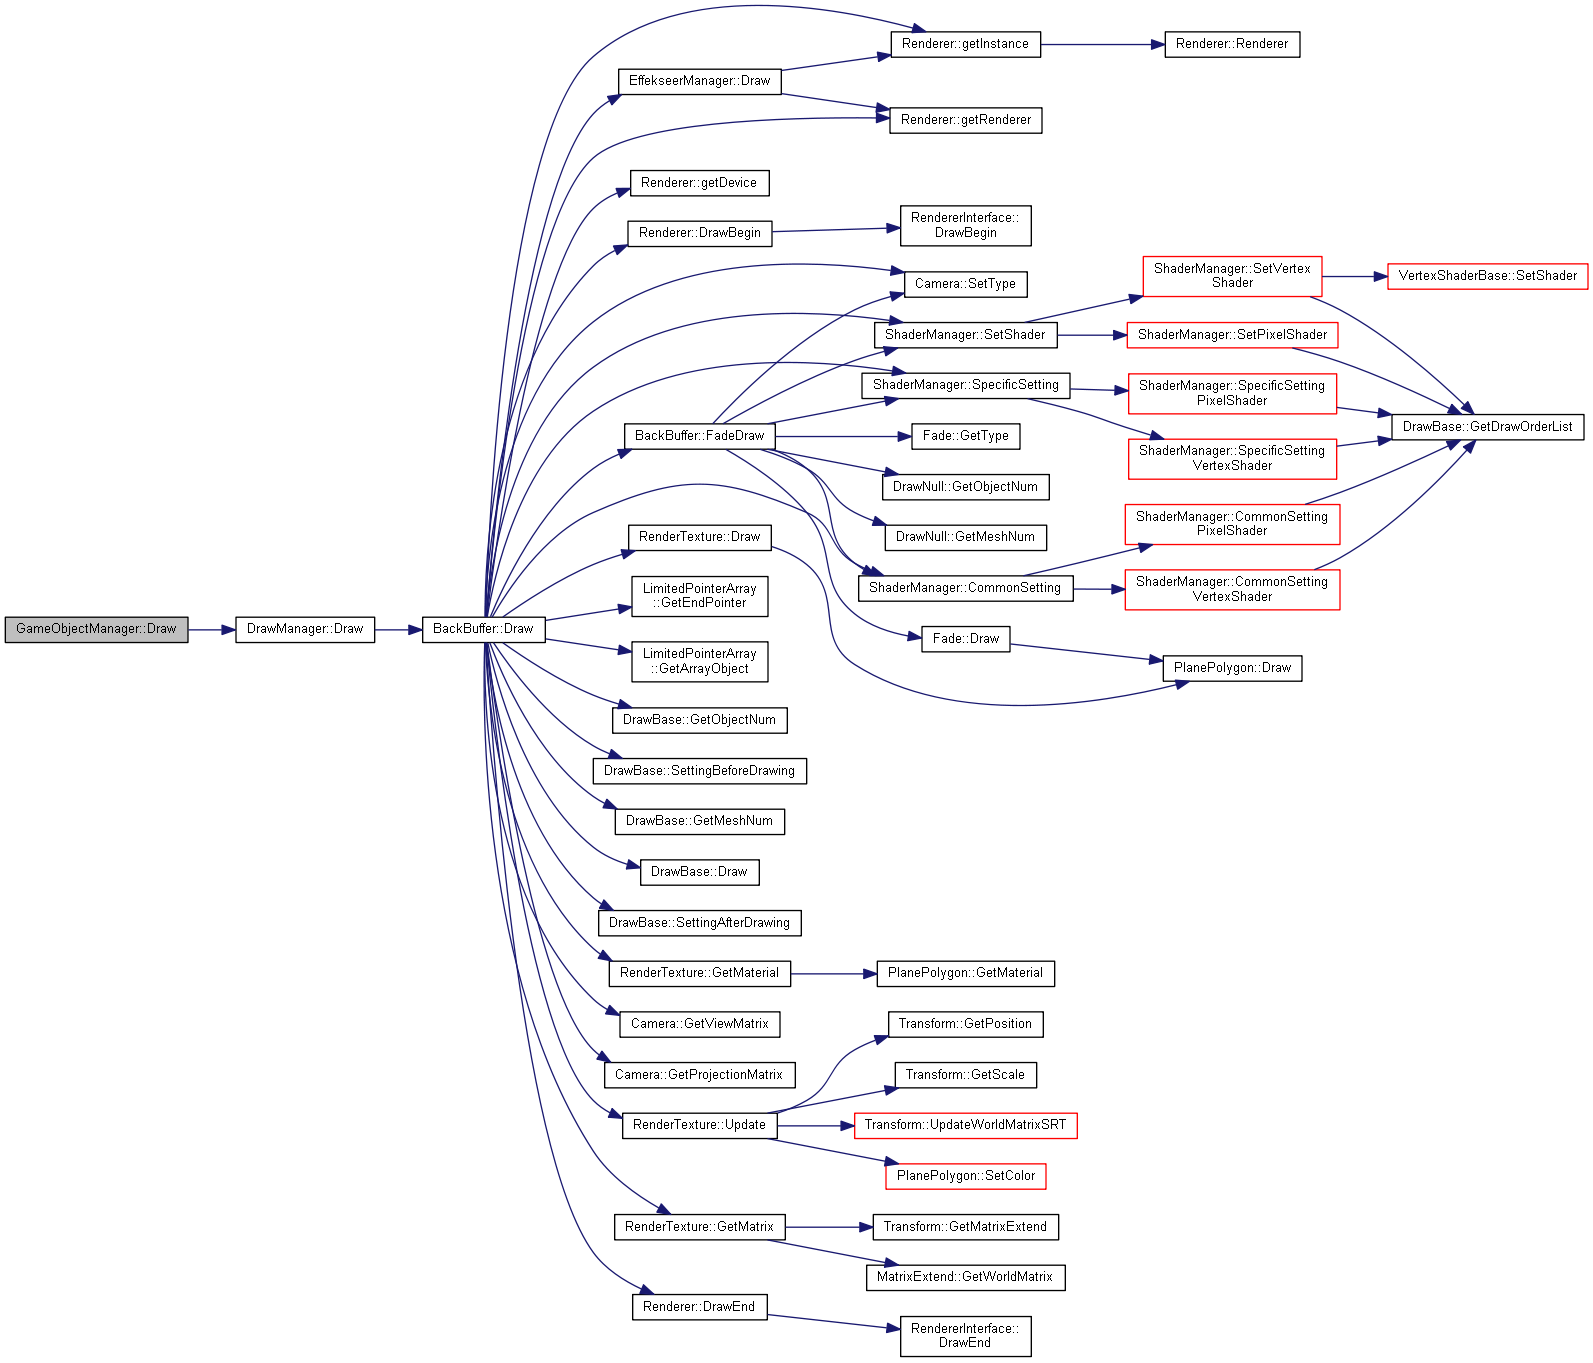 Renderer::getInstance
Renderer::Renderer
EffekseerManager::Draw
Renderer::getRenderer
Renderer::getDevice
Renderer::DrawBegin
RendererInterface::
DrawBegin
Camera::SetType
ShaderManager::SetVertex
Shader
VertexShaderBase::SetShader
ShaderManager::SetShader
ShaderManager::SetPixelShader
ShaderManager::SpecificSetting
ShaderManager::SpecificSetting
PixelShader
DrawBase::GetDrawOrderList
BackBuffer::FadeDraw
Fade::GetType
ShaderManager::SpecificSetting
VertexShader
DrawNull::GetObjectNum
ShaderManager::CommonSetting
PixelShader
RenderTexture::Draw
DrawNull::GetMeshNum
LimitedPointerArray
::GetEndPointer
ShaderManager::CommonSetting
ShaderManager::CommonSetting
VertexShader
GameObjectManager::Draw
DrawManager::Draw
BackBuffer::Draw
Fade::Draw
LimitedPointerArray
::GetArrayObject
PlanePolygon::Draw
DrawBase::GetObjectNum
DrawBase::SettingBeforeDrawing
DrawBase::GetMeshNum
DrawBase::Draw
DrawBase::SettingAfterDrawing
RenderTexture::GetMaterial
PlanePolygon::GetMaterial
Camera::GetViewMatrix
Transform::GetPosition
Camera::GetProjectionMatrix
Transform::GetScale
RenderTexture::Update
Transform::UpdateWorldMatrixSRT
PlanePolygon::SetColor
RenderTexture::GetMatrix
Transform::GetMatrixExtend
MatrixExtend::GetWorldMatrix
Renderer::DrawEnd
RendererInterface::
DrawEnd